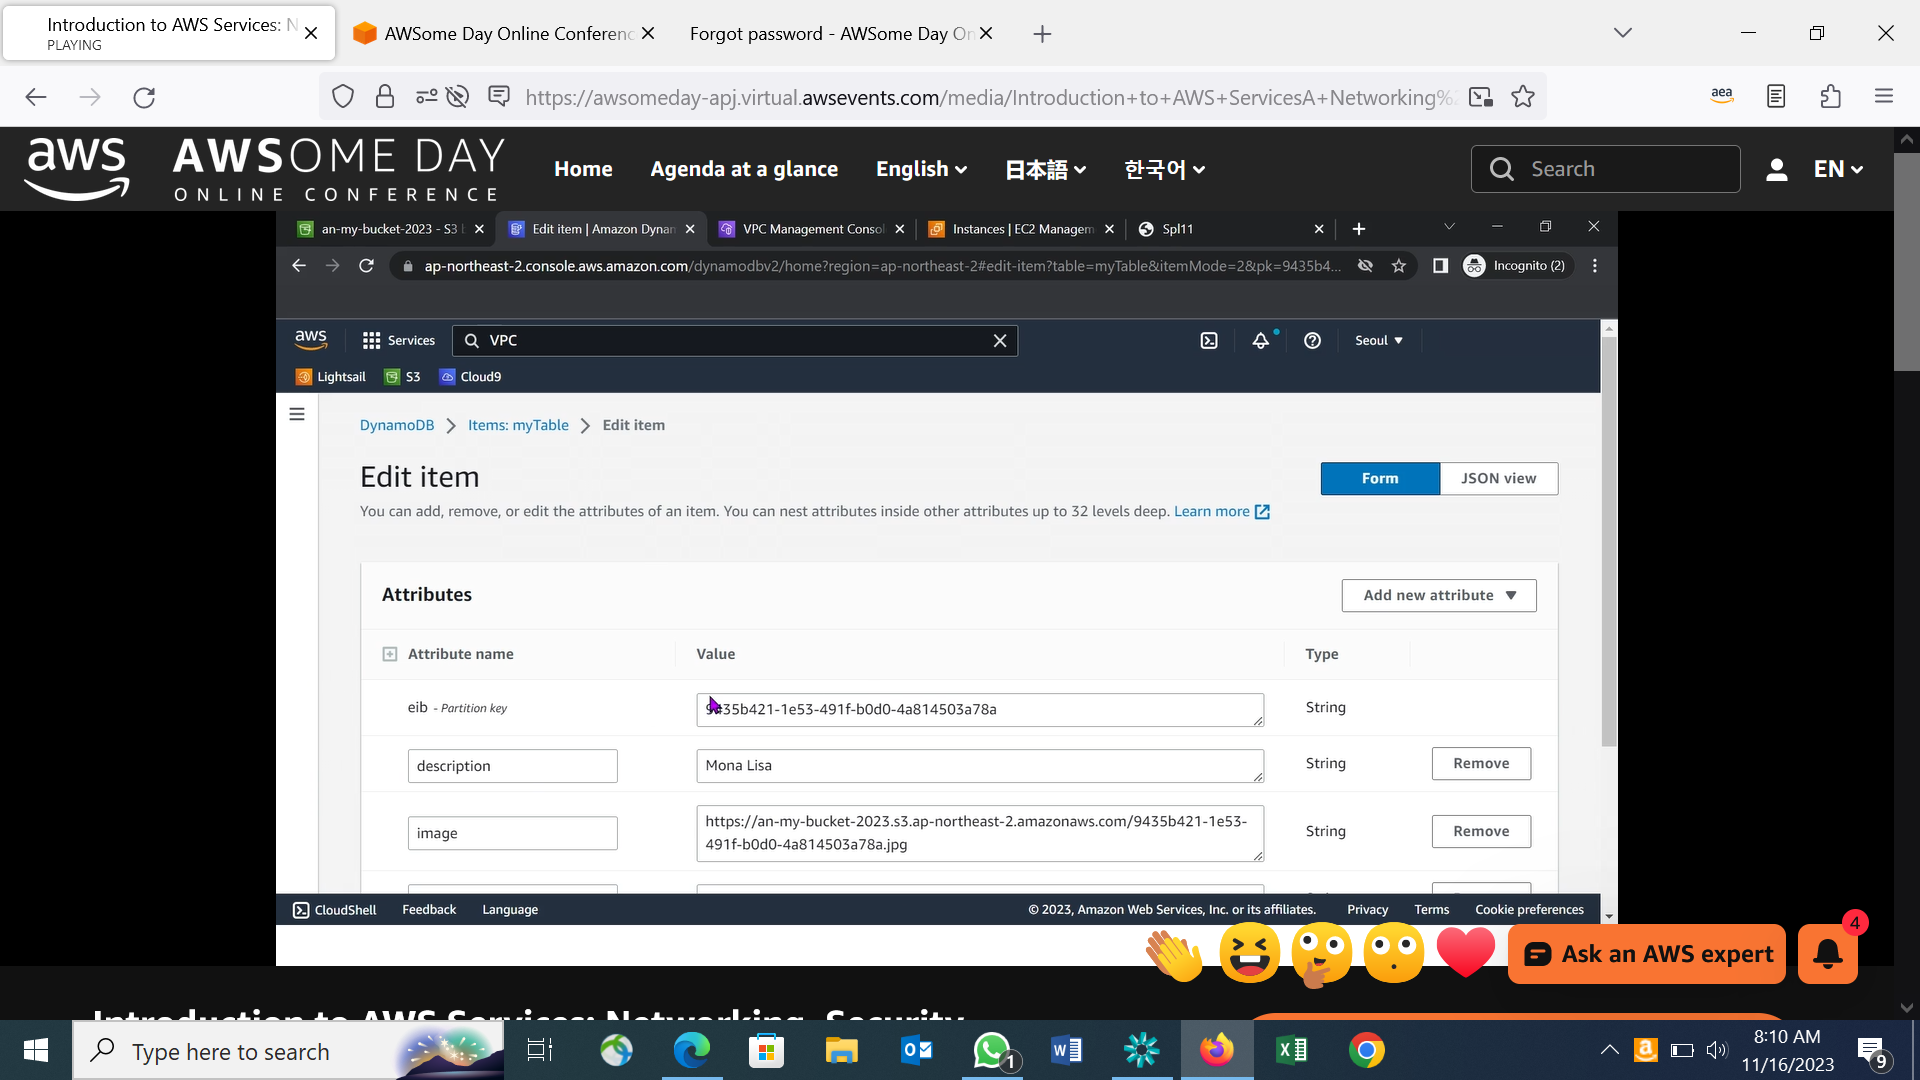 Introduction to AWS Services: N
PLAYING
AWSome Day Online Conferenc
Forgot password - AWSome Day On
https://awsomeday-apj.virtual.awsevents.com/media/Introduction+to+AWS+ServicesA+Networking%
aea
aws
AWSOME DAY
ONLINE CONFERENCE
Home
Agenda at a glance
English
日本語
한국어
Search
EN
an-my-bucket-2023 - S3 b
Edit item | Amazon Dynam
VPC Management Consol
Instances | EC2 Managem
Spl11
ap-northeast-2.console.aws.amazon.com/dynamodbv2/home?region=ap-northeast-2#edit-item?table=myTable&itemMode=2&pk=9435b4...
Incognito (2)
aws
Services
VPC
Seoul
Lightsail
S3
Cloud9
DynamoDB
Items: myTable
Edit item
Edit item
Form
JSON view
You can add, remove, or edit the attributes of an item. You can nest attributes inside other attributes up to 32 levels deep. Learn more
Attributes
Add new attribute
Attribute name
Value
Type
eib - Partition key
9435b421-1e53-491f-b0d0-4a814503a78a
String
description
Mona Lisa
String
Remove
image
https://an-my-bucket-2023.s3.ap-northeast-2.amazonaws.com/9435b421-1e53-
491f-b0d0-4a814503a78a.jpg
String
Remove
CloudShell
Feedback
Language
© 2023, Amazon Web Services, Inc. or its affiliates.
Privacy
Terms
Cookie preferences
Ask an AWS expert
4
Introduction to AWS Services: Networking, Security
Type here to search
1
8:10 AM
11/16/2023
9